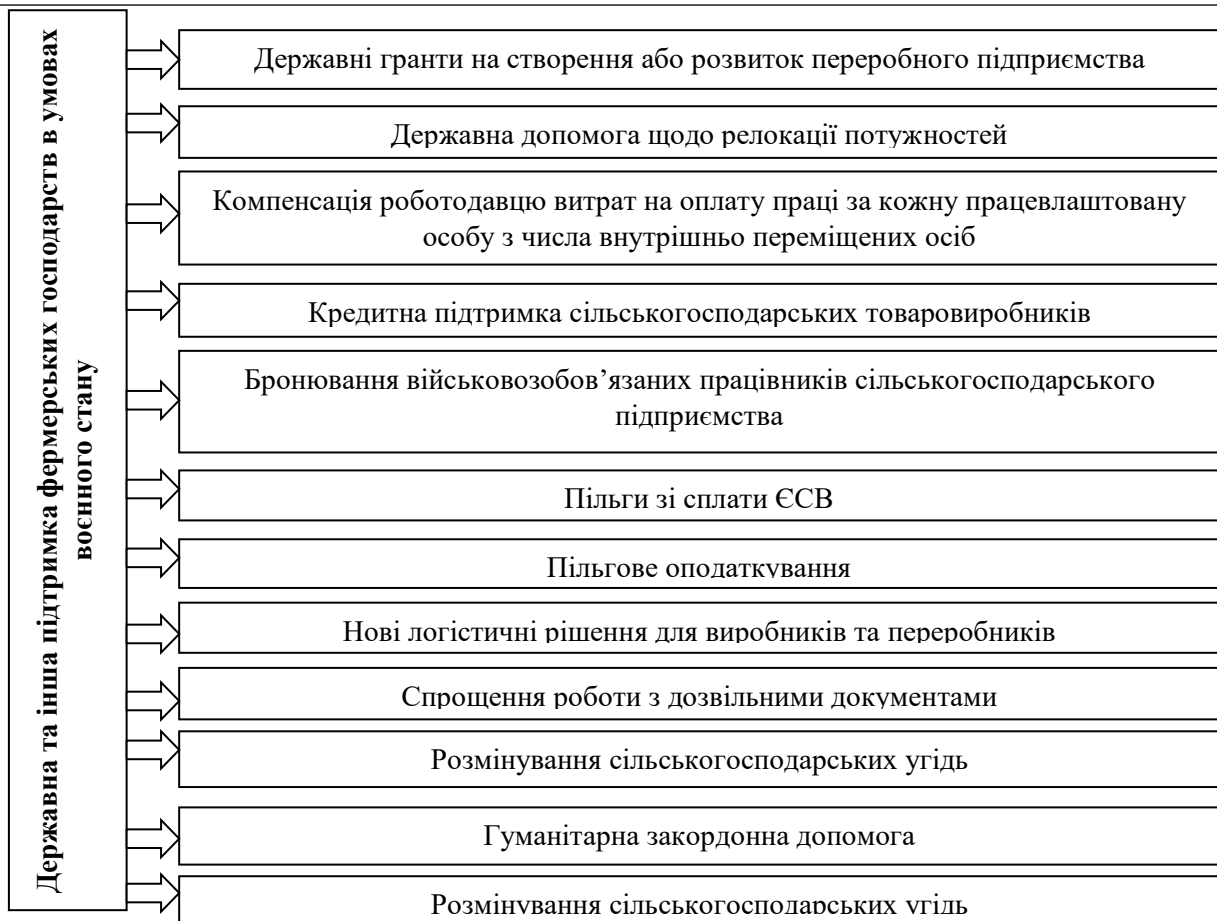 Державна та інша підтримка фермерських господарств в умовах
воєнного стану
Державні гранти на створення або розвиток переробного підприємства
Державна допомога щодо релокації потужностей
Компенсація роботодавцю витрат на оплату праці за кожну працевлаштовану
особу з числа внутрішньо переміщених осіб
Кредитна підтримка сільськогосподарських товаровиробників
Бронювання військовозобов’язаних працівників сільськогосподарського
підприємства
Пільги зі сплати ЄСВ
Пільгове оподаткування
Нові логістичні рішення для виробників та переробників
Спрощення роботи з дозвільними документами
Розмінування сільськогосподарських угідь
Гуманітарна закордонна допомога
Розмінування сільськогосподарських угідь